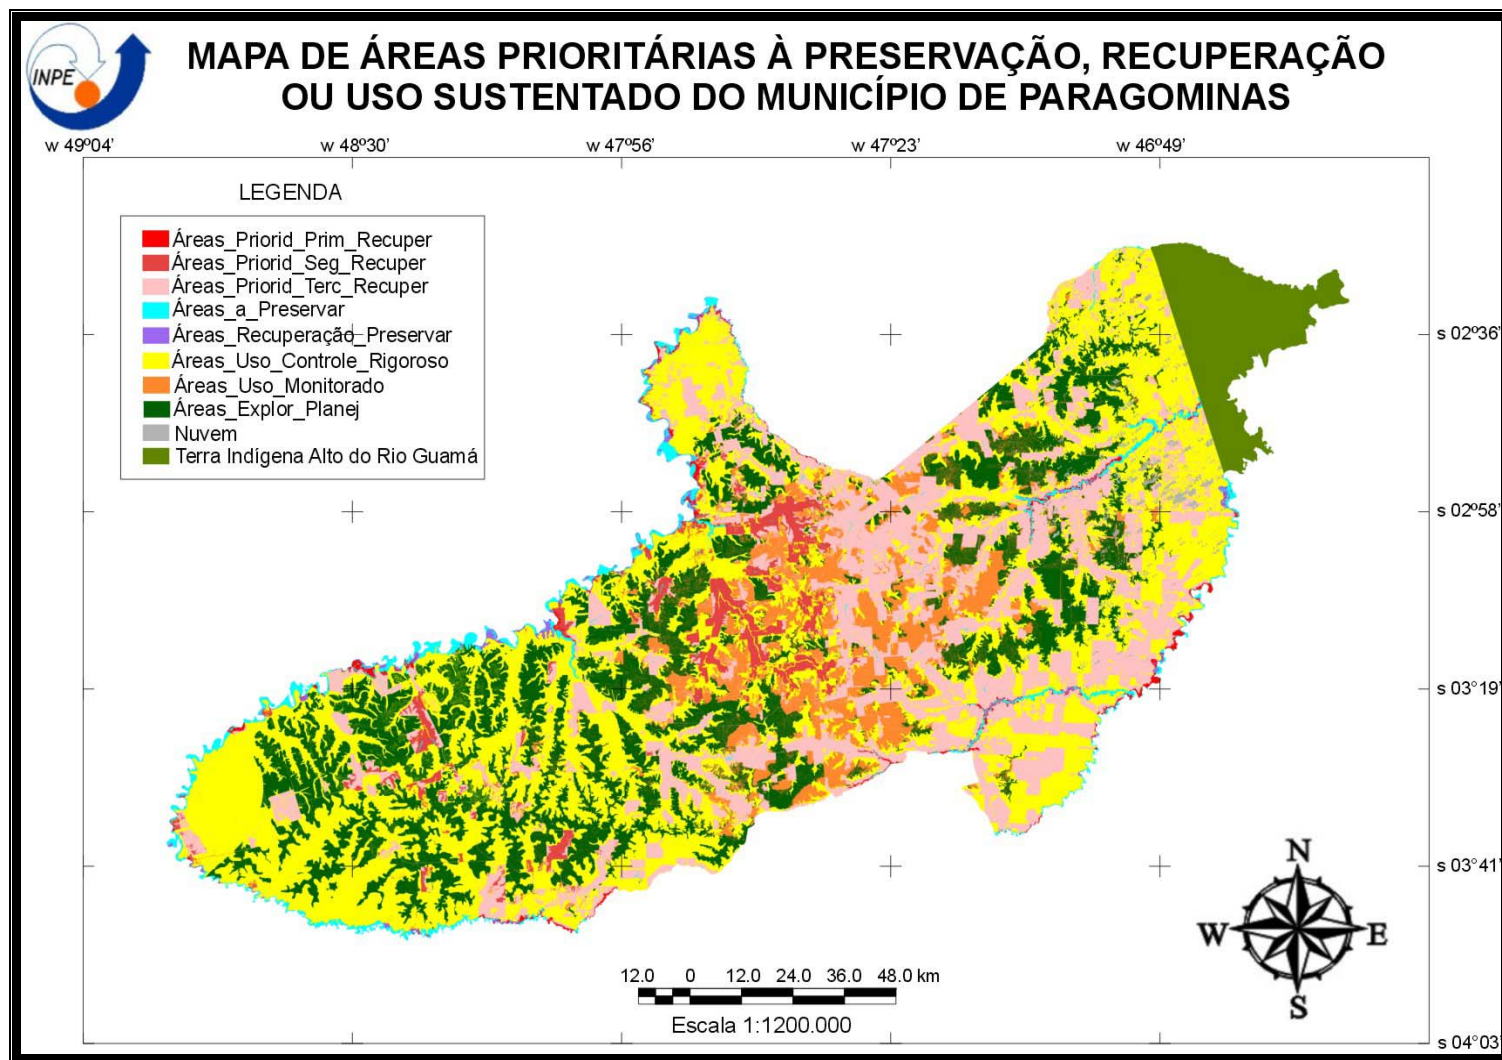 INPE
MAPA DE ÁREAS PRIORITÁRIAS À PRESERVAÇÃO, RECUPERAÇÃO
OU USO SUSTENTADO DO MUNICÍPIO DE PARAGOMINAS
w 49º04' w 48º30' w 47º56' w 47º23' w 46º49'
LEGENDA
Áreas_Priorid_Prim_Recuper
Áreas_Priorid_Seg_Recuper
Áreas_Priorid_Terc_Recuper
Áreas_a_Preservar
Áreas_Recuperação_Preservar
Áreas_Uso_Controle_Rigoroso
Áreas_Uso_Monitorado
Áreas_Explor_Planej
Nuvem
Terra Indígena Alto do Rio Guamá
s 02º36'
s 02º58'
s 03°19'
s 03°41'
N
W E
S
12.0 0 12.0 24.0 36.0 48.0 km
Escala 1:1200.000
s 04°03'